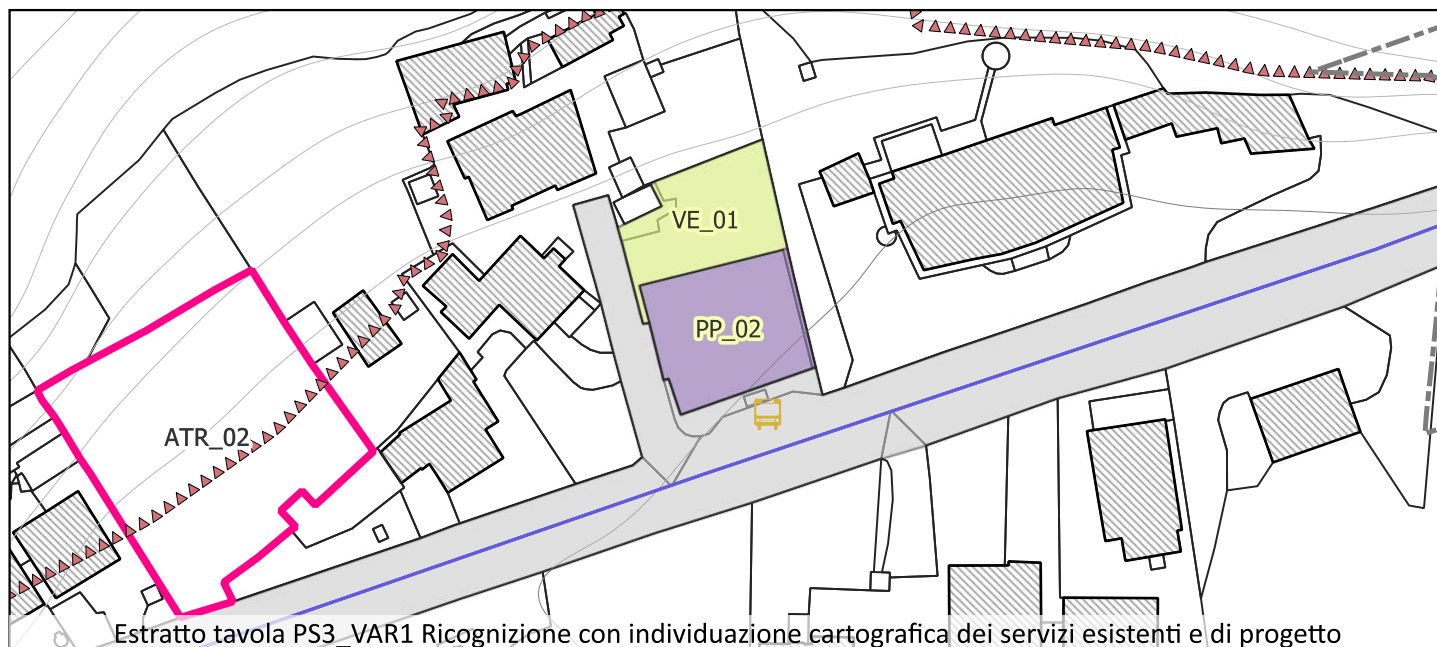 VE_01
PP_02
ATR_02
Estratto tavola PS3_VAR1 Ricognizione con individuazione cartografica dei servizi esistenti e di progetto